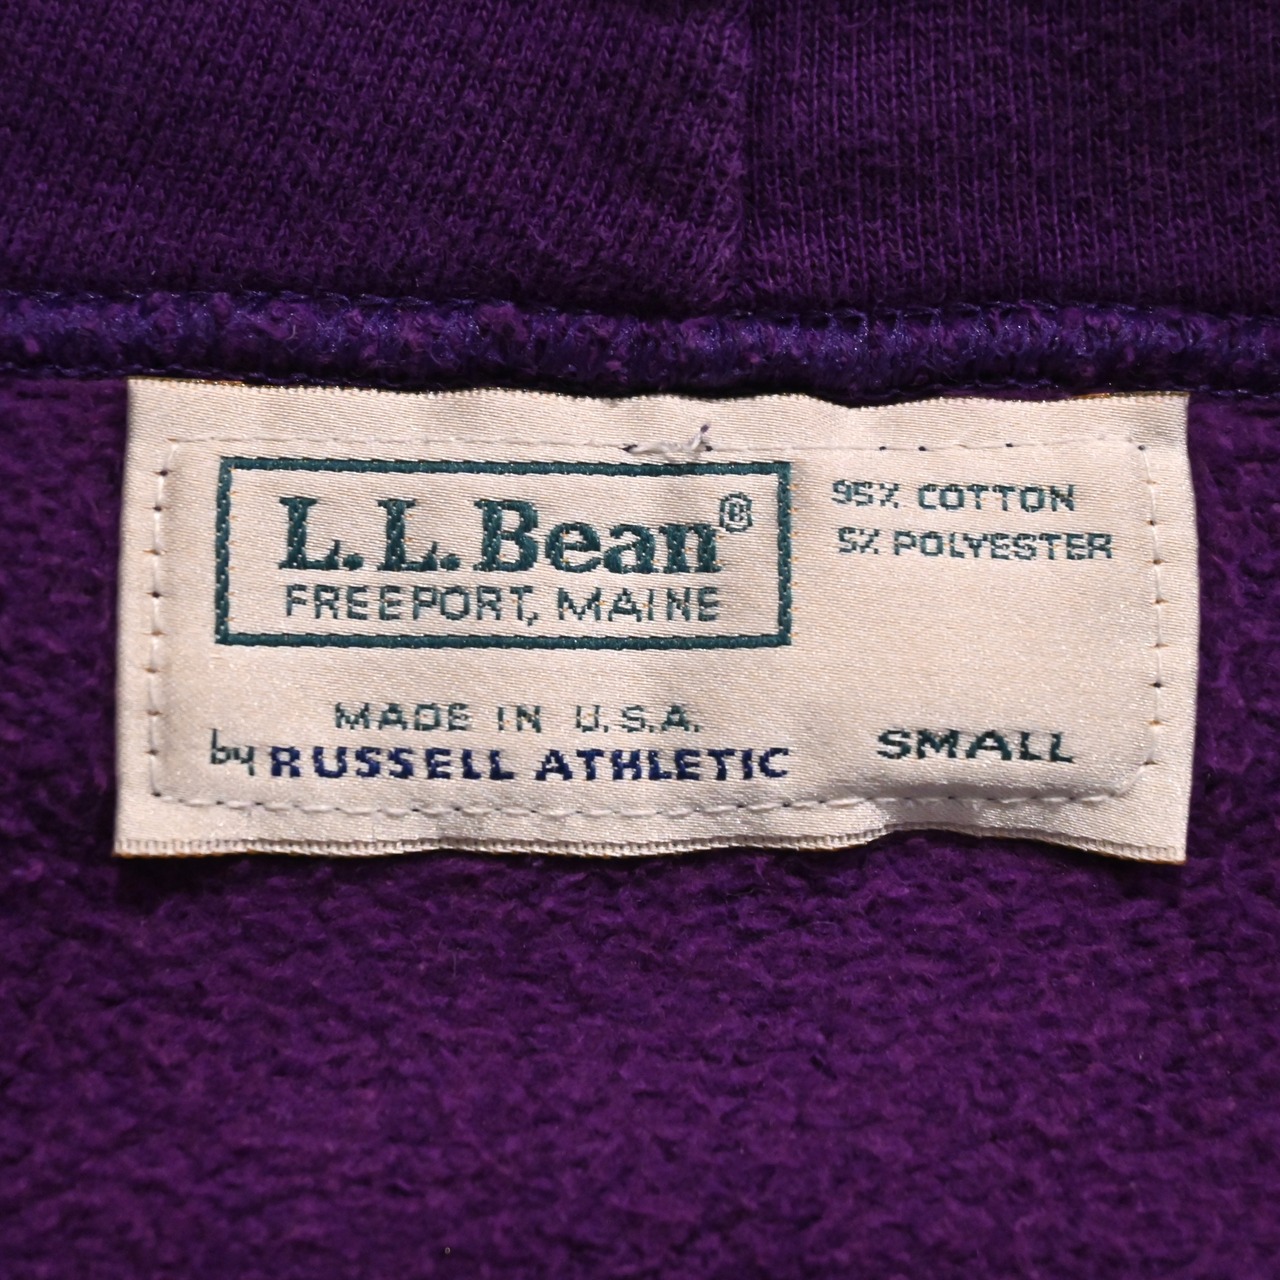 L.L.Bean®
FREEPORT, MAINE
95% COTTON
5% POLYESTER
MADE IN U.S.A.
by RUSSELL ATHLETIC
SMALL